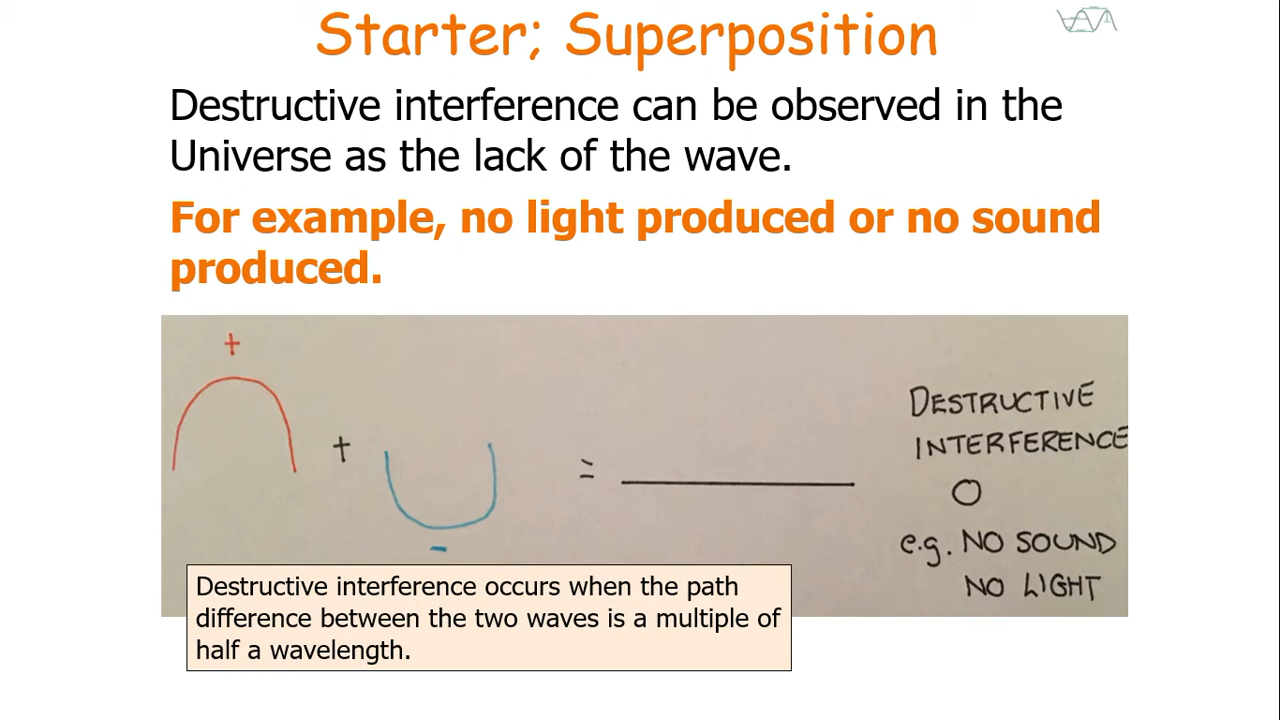 Starter; Superposition
Destructive interference can be observed in the
Universe as the lack of the wave.
For example, no light produced or no sound
produced.
+
+
-
=
DESTRUCTIVE
INTERFERENCE
O
e.g. NO SOUND
NO LIGHT
Destructive interference occurs when the path
difference between the two waves is a multiple of
half a wavelength.